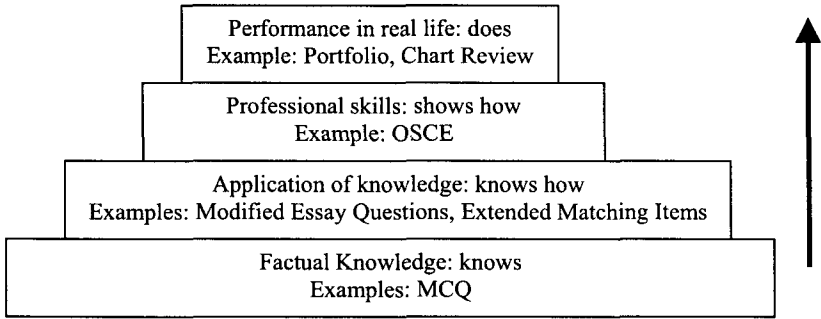 Performance in real life: does
Example: Portfolio, Chart Review
Professional skills: shows how
Example: OSCE
Application of knowledge: knows how
Examples: Modified Essay Questions, Extended Matching Items
Factual Knowledge: knows
Examples: MCQ